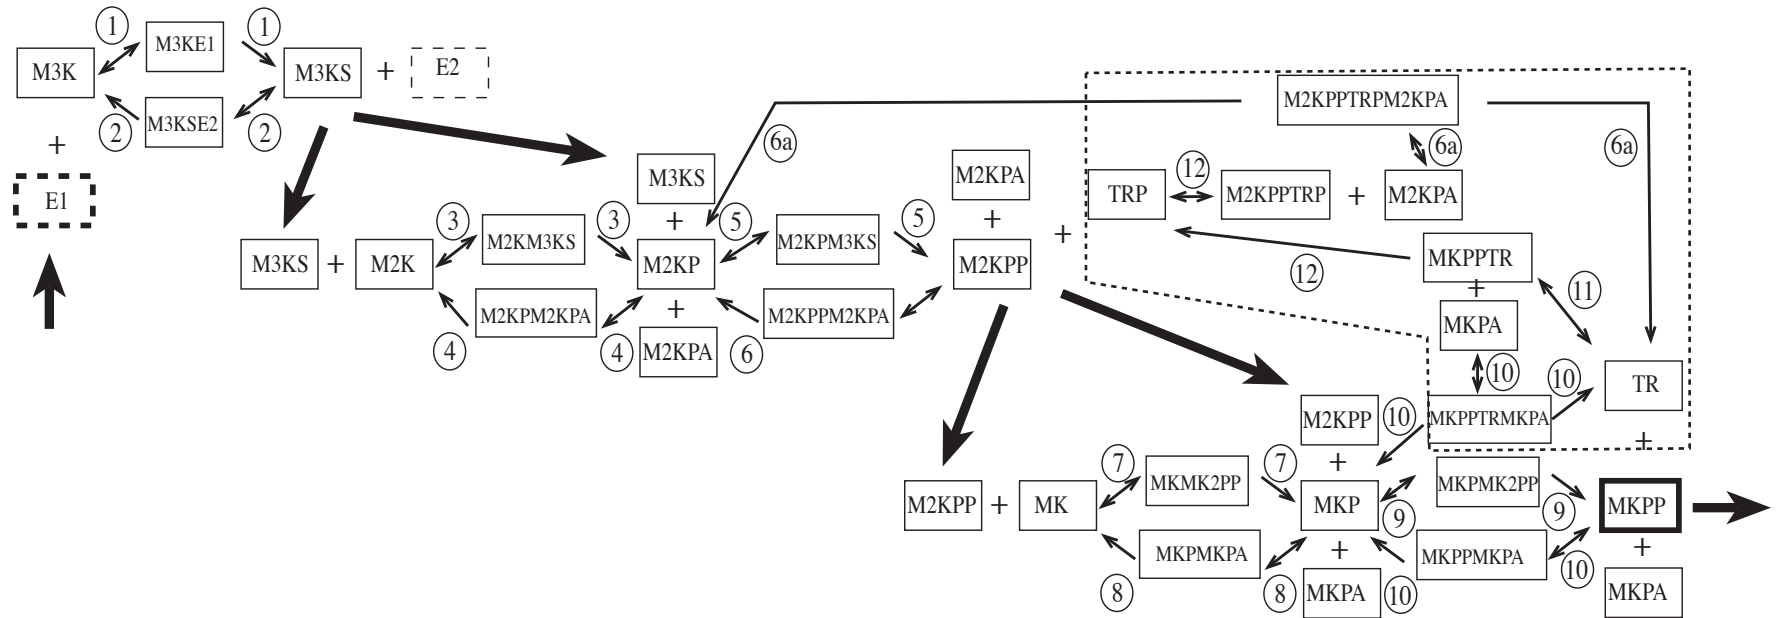 1
1
M3KE1
M3K
M3KS
+
E2
2
M3KSE2
2
+
E1
M2KPPTRPM2KPA
6a
6a
6a
M3KS
M2KPA
12
TRP
M2KPPTRP
+
M2KPA
3
3
+
5
5
+
+
M2KM3KS
M2KPM3KS
M3KS
+
M2K
M2KP
M2KPP
MKPPTR
12
+
11
M2KPM2KPA
+
M2KPPM2KPA
MKPA
4
4
M2KPA
6
10
10
TR
M2KPP
10
MKPPTRMKPA
+
7
7
+
MKMK2PP
MKPMK2PP
M2KPP
+
MK
MKP
9
9
MKPP
MKPMKPA
+
MKPPMKPA
10
+
8
8
MKPA
10
MKPA